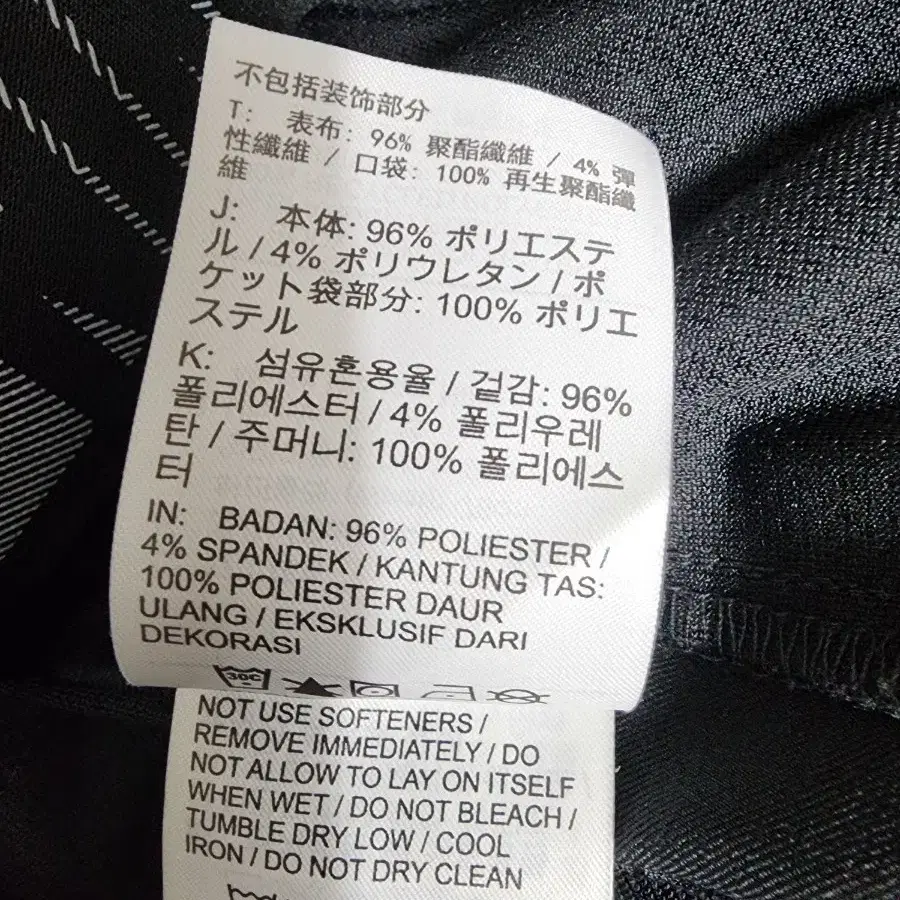 不包括装饰部分
T: 表布: 96% 聚酯纖維 / 4% 彈
性纖維 / 口袋: 100% 再生聚酯纖
維
J: 本体: 96% ポリエステ
ル / 4% ポリウレタン / ポ
ケット袋部分: 100% ポリエ
ステル
K: 섬유혼용율 / 겉감: 96%
폴리에스터 / 4% 폴리우레
탄 / 주머니: 100% 폴리에스
터
IN: BADAN: 96% POLIESTER /
4% SPANDEK / KANTUNG TAS:
100% POLIESTER DAUR
ULANG / EKSKLUSIF DARI
DEKORASI
30C
NOT USE SOFTENERS /
REMOVE IMMEDIATELY / DO
NOT ALLOW TO LAY ON ITSELF
WHEN WET / DO NOT BLEACH /
TUMBLE DRY LOW / COOL
IRON / DO NOT DRY CLEAN